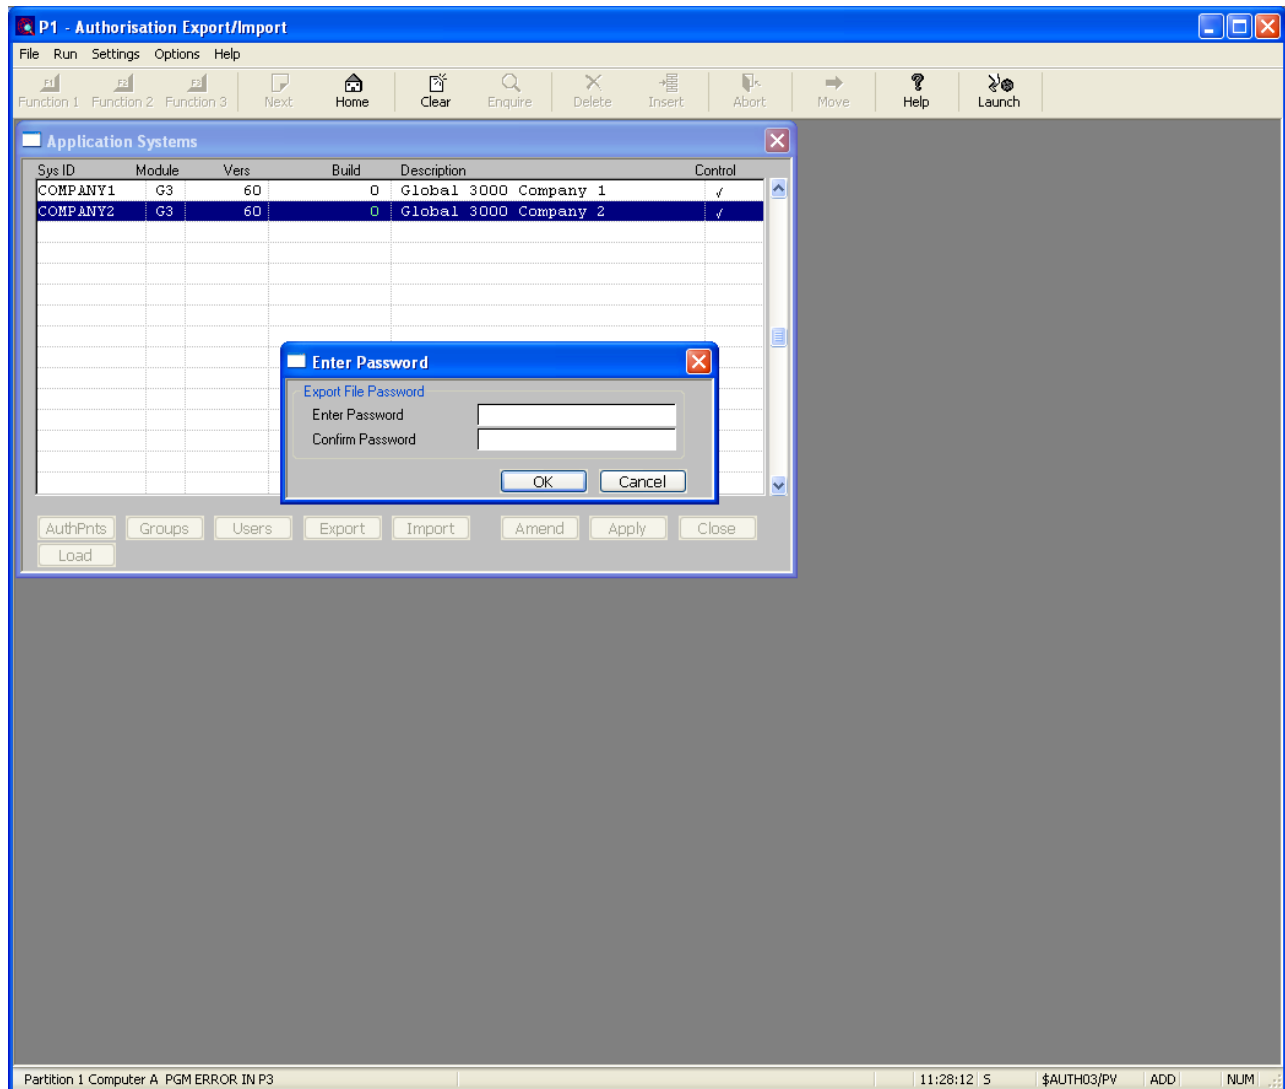 P1 - Authorisation Export/Import
File Run Settings Options Help
F1 F2 F3
Function 1 Function 2 Function 3 Next Home Clear Enquire Delete Insert Abort Move Help Launch
Application Systems
Sys ID Module Vers Build Description Control
COMPANY1 G3 60 0 Global 3000 Company 1 √
COMPANY2 G3 60 0 Global 3000 Company 2 √
Enter Password
Export File Password
Enter Password
Confirm Password
OK Cancel
AuthPnts Groups Users Export Import Amend Apply Close
Load
Partition 1 Computer A PGM ERROR IN P3 11:28:12 S $AUTH03/PV ADD NUM